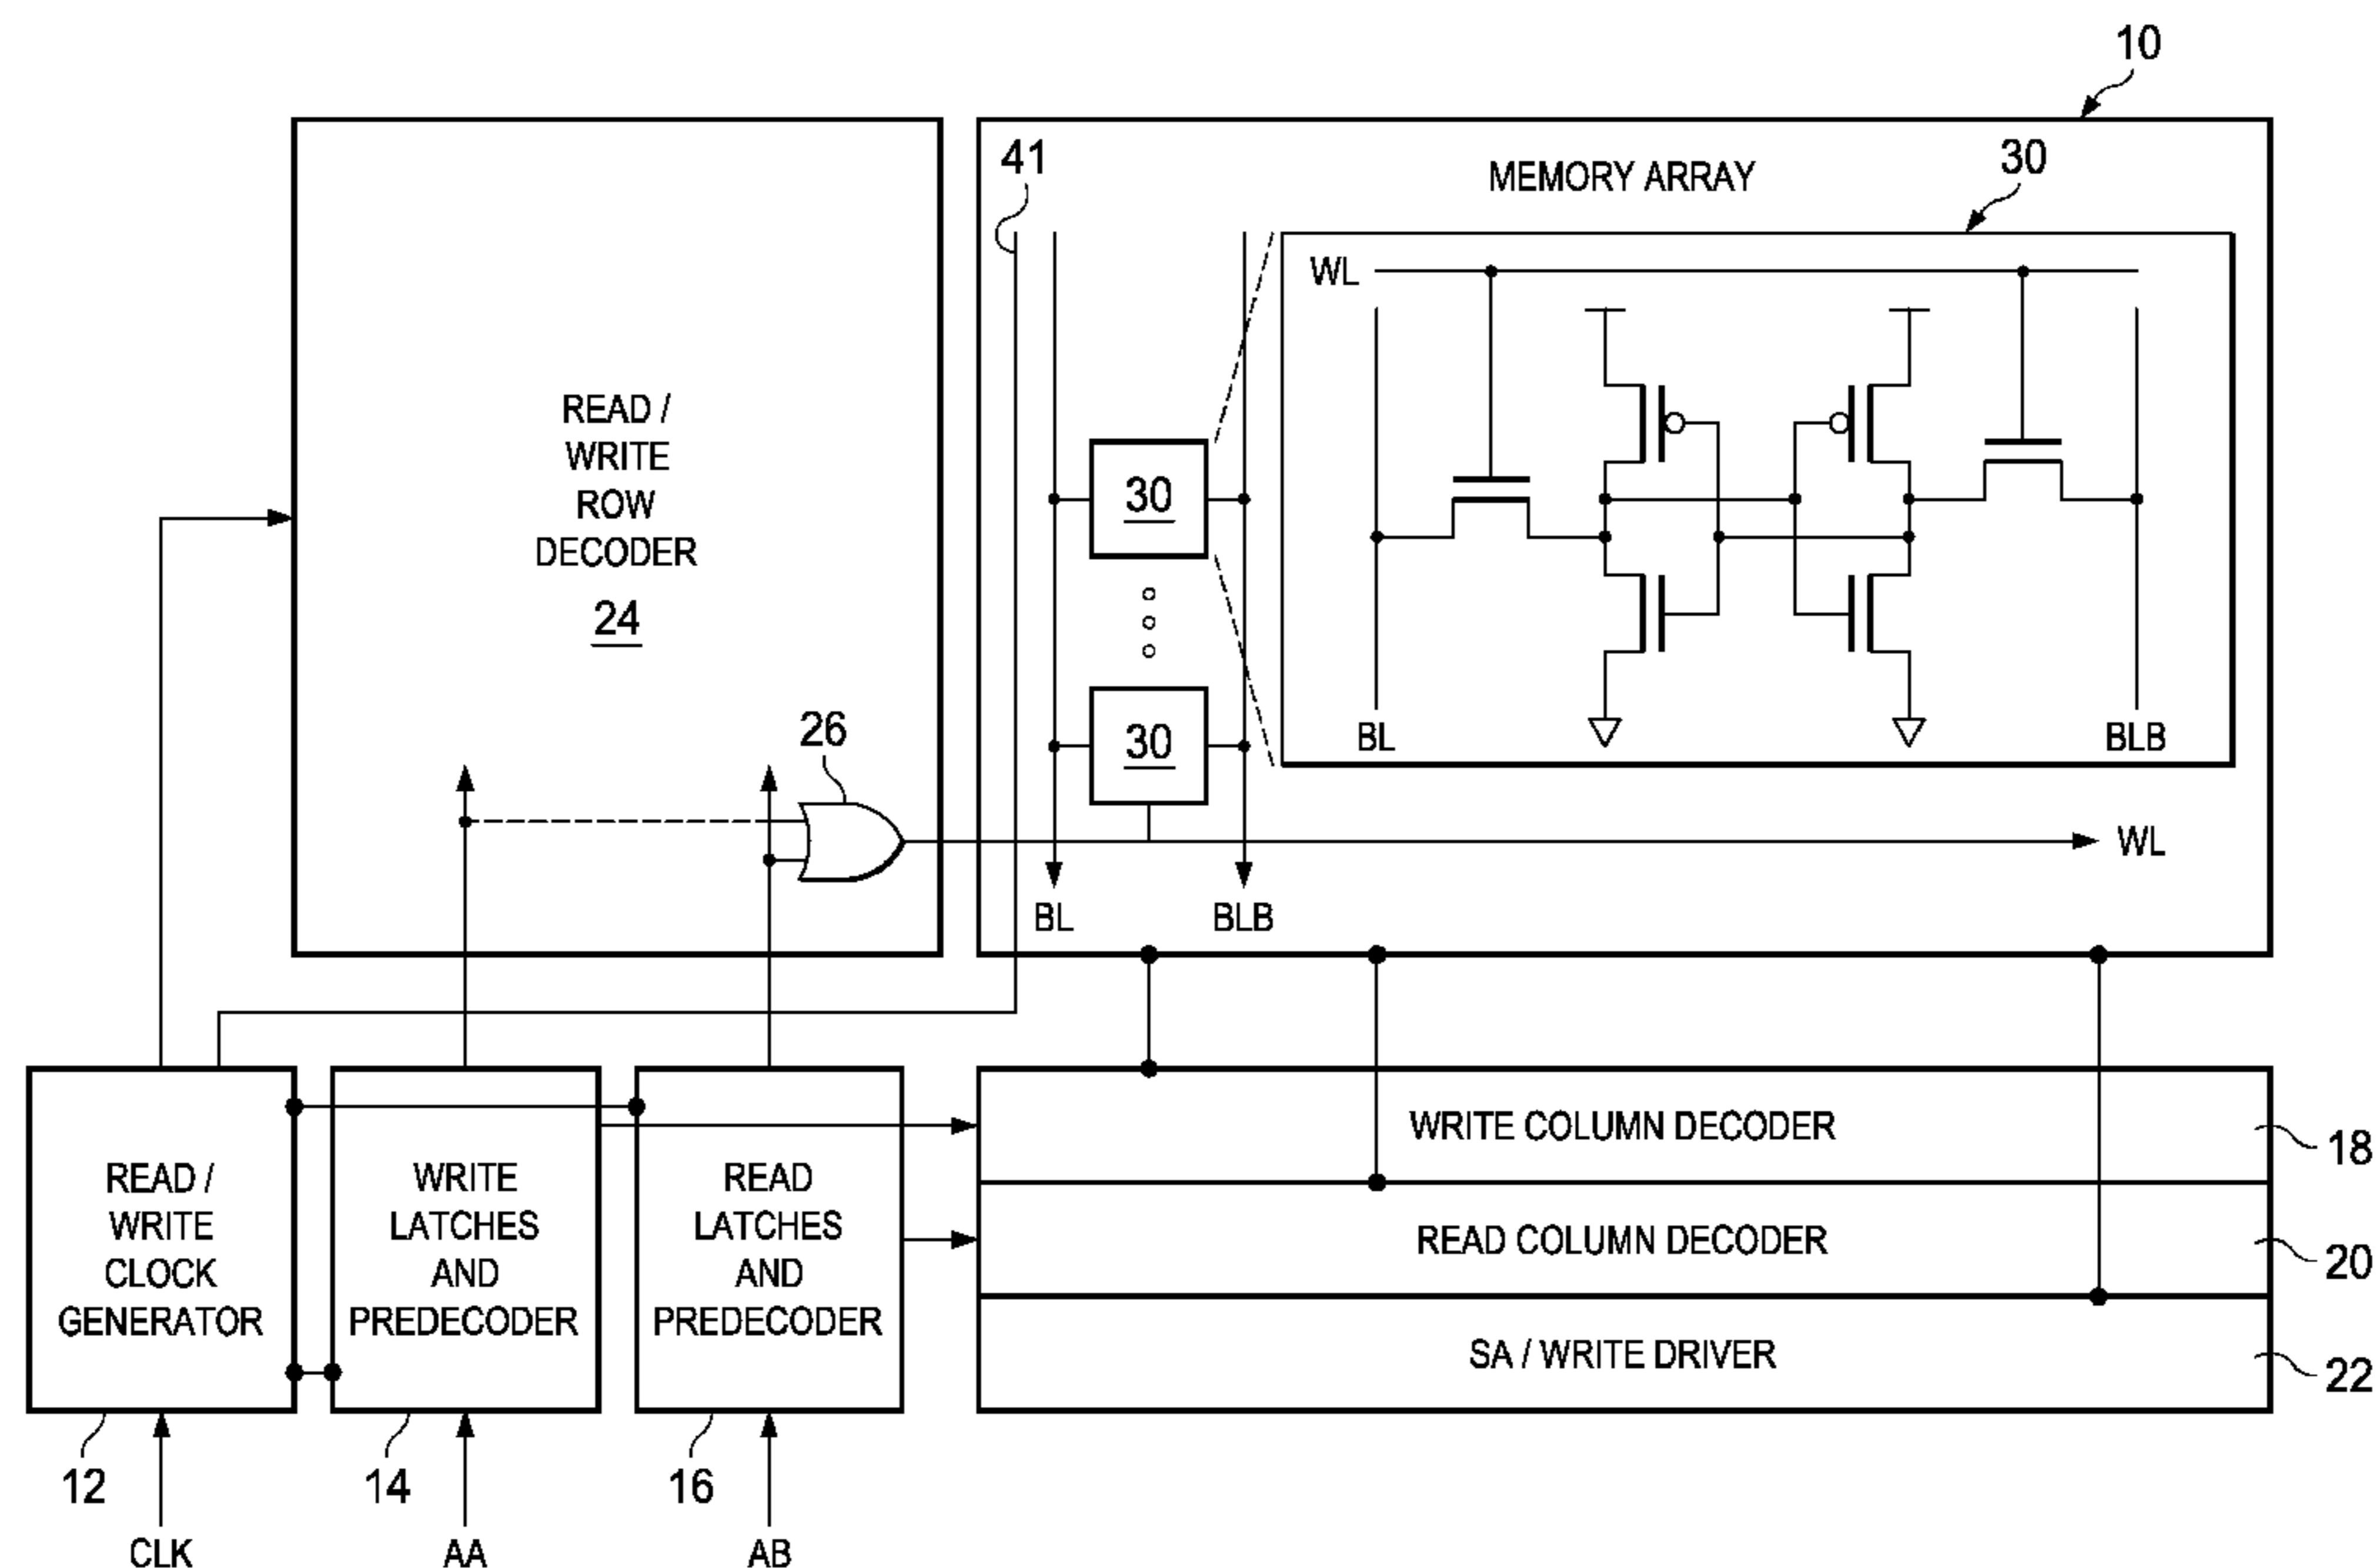 10
41
MEMORY ARRAY
30
WL
READ /
WRITE
ROW
DECODER
24
30
30
BL
BLB
26
WL
BL
BLB
READ /
WRITE
CLOCK
GENERATOR
WRITE
LATCHES
AND
PREDECODER
READ
LATCHES
AND
PREDECODER
WRITE COLUMN DECODER
18
READ COLUMN DECODER
20
SA / WRITE DRIVER
22
12
14
16
CLK
AA
AB